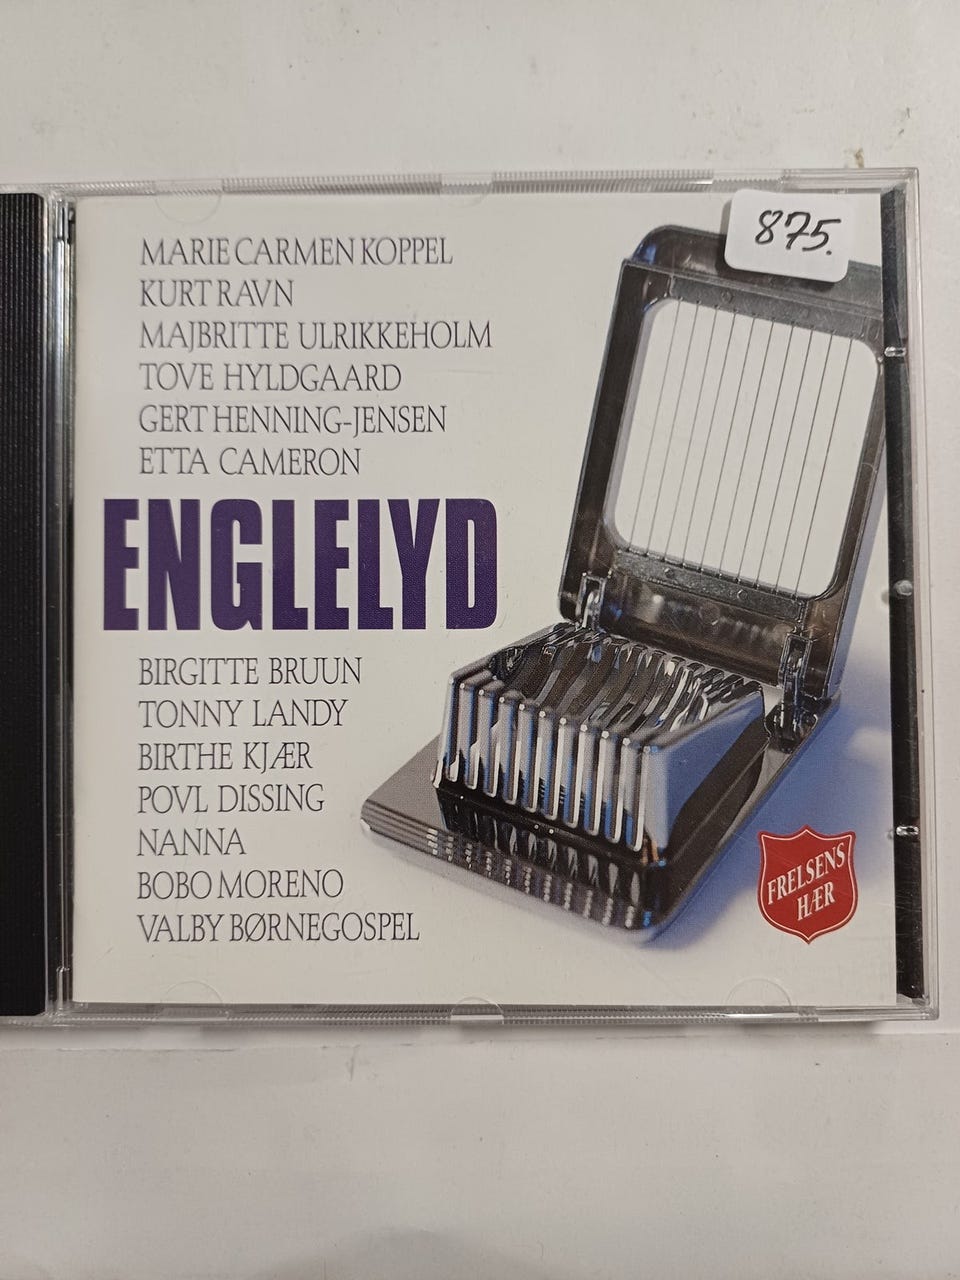 875.
MARIE CARMEN KOPPEL
KURT RAVN
MAJBRITTE ULRIKKEHOLM
TOVE HYLDGAARD
GERT HENNING-JENSEN
ETTA CAMERON
ENGLELYD
BIRGITTE BRUUN
TONNY LANDY
BIRTHE KJÆR
POVL DISSING
NANNA
BOBO MORENO
VALBY BØRNEGOSPEL
FRELSENS
HÆR